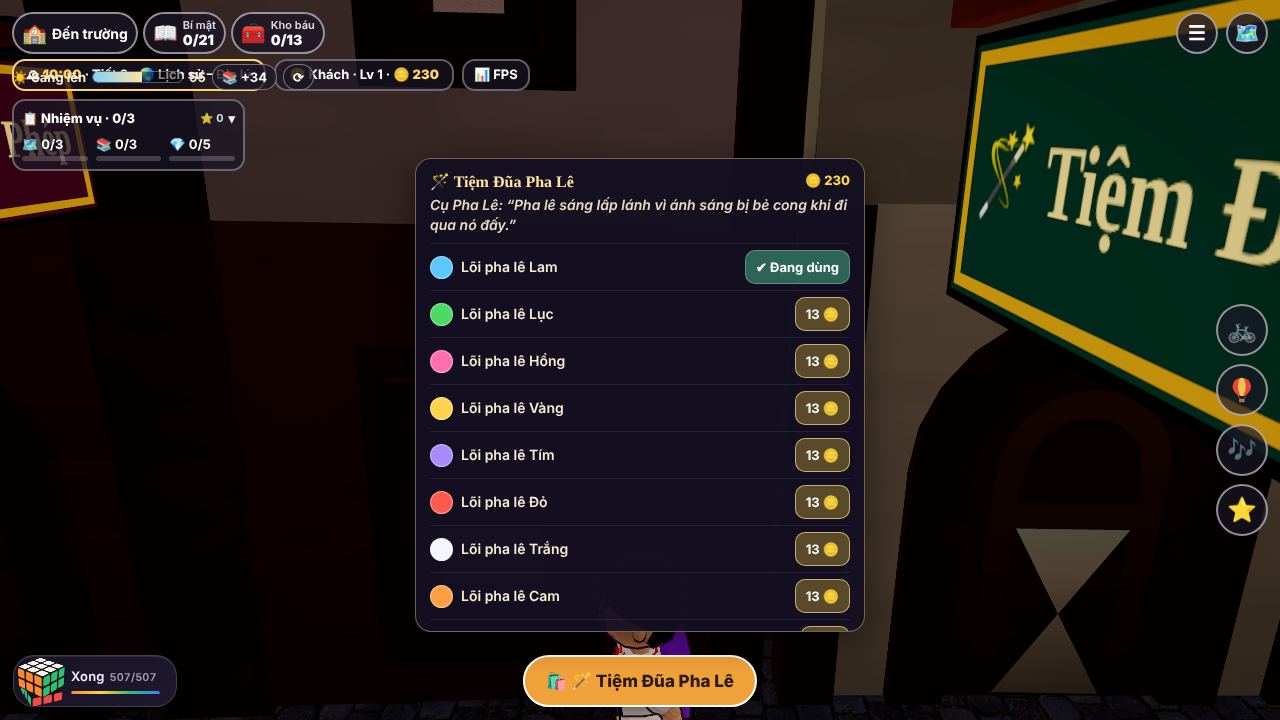 Đến trường
Bí mật
0/21
Kho báu
0/13
10:00
Lịch sử
+34
Khách · Lv 1 · 230
FPS
Nhiệm vụ · 0/3
0 ▾
0/3
0/3
0/5
Phép
Tiệm Đũa Pha Lê
230
Cụ Pha Lê: “Pha lê sáng lấp lánh vì ánh sáng bị bẻ cong khi đi
qua nó đấy.”
Lõi pha lê Lam
✔ Đang dùng
Lõi pha lê Lục
13
Lõi pha lê Hồng
13
Lõi pha lê Vàng
13
Lõi pha lê Tím
13
Lõi pha lê Đỏ
13
Lõi pha lê Trắng
13
Lõi pha lê Cam
13
Tiệm Đ
Xong 507/507
Tiệm Đũa Pha Lê